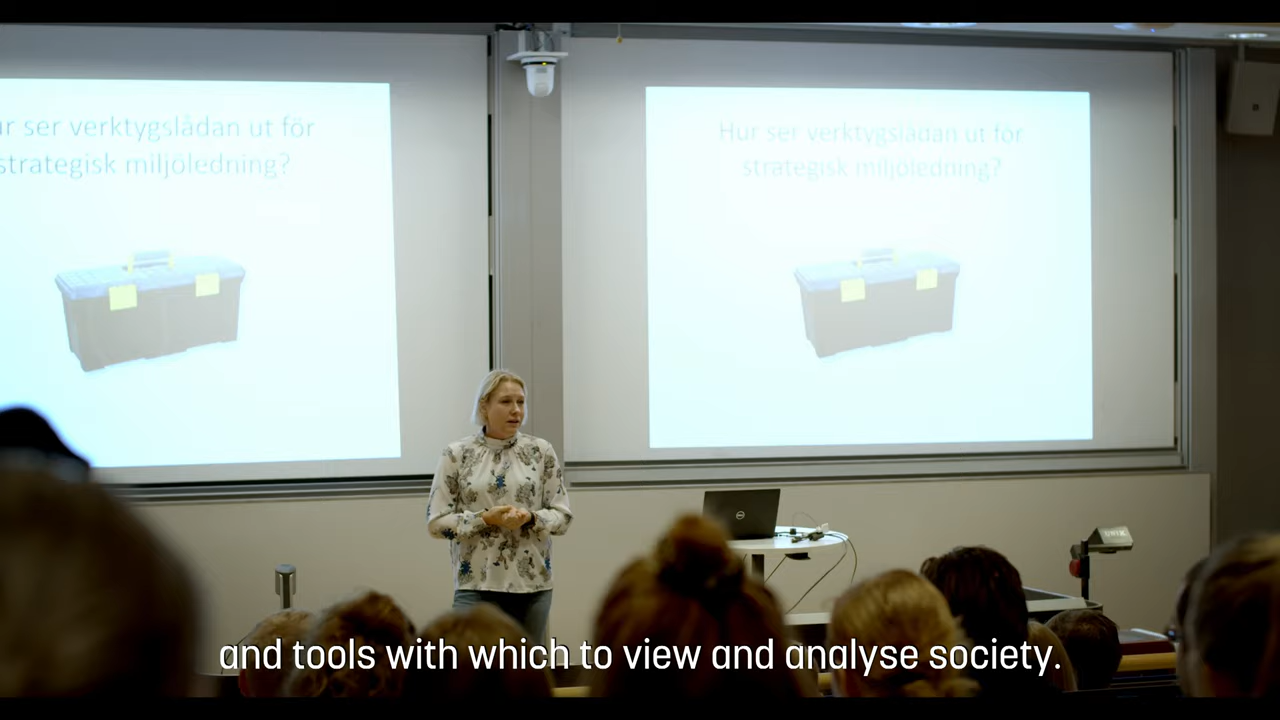 ur ser verktygslådan ut för
strategisk miljöledning?
Hur ser verktygslådan ut för
strategisk miljöledning?
DELL
and tools with which to view and analyse society.